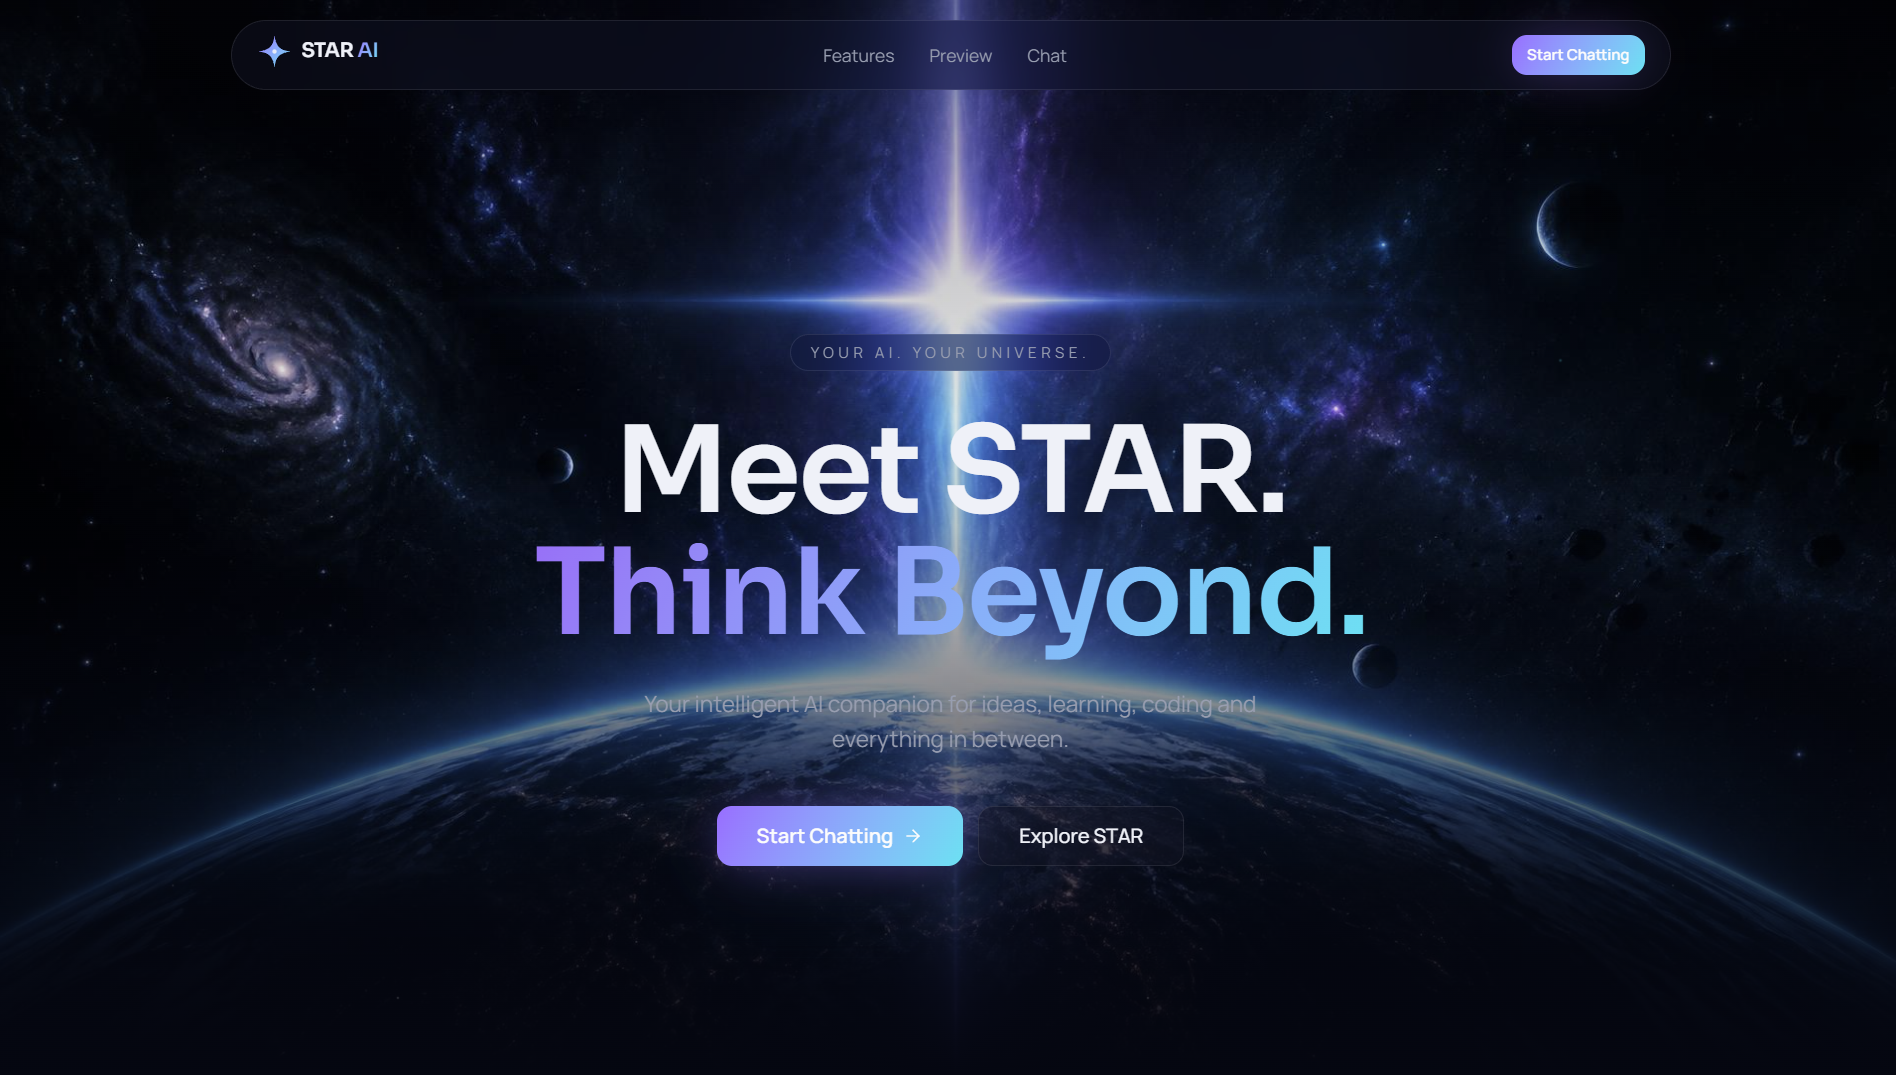 STAR AI
Features
Preview
Chat
Start Chatting
YOUR AI. YOUR UNIVERSE.
Meet STAR.
Think Beyond.
Your intelligent AI companion for ideas, learning, coding and
everything in between.
Start Chatting →
Explore STAR